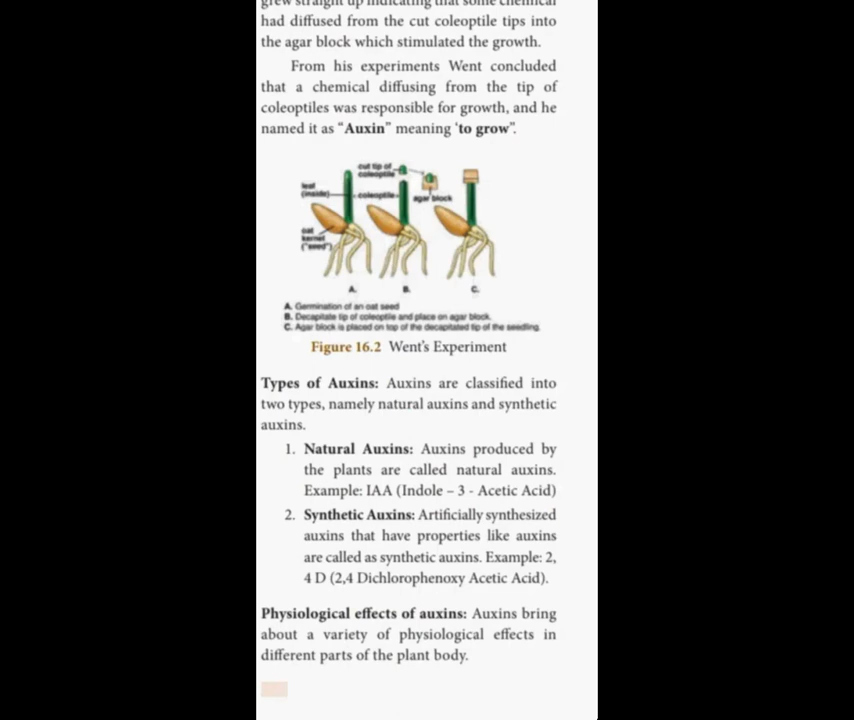 grew straight up indicating that some chemical
had diffused from the cut coleoptile tips into
the agar block which stimulated the growth.
From his experiments Went concluded
that a chemical diffusing from the tip of
coleoptiles was responsible for growth, and he
named it as “Auxin” meaning ‘to grow”.
cut tip of
coleoptile
leaf
(inside)
coleoptile
agar block
oat
kernel
("seed")
A. B. C.
A. Germination of an oat seed
B. Decapitate tip of coleoptile and place on agar block.
C. Agar block is placed on top of the decapitated tip of the seedling.
Figure 16.2 Went’s Experiment
Types of Auxins: Auxins are classified into
two types, namely natural auxins and synthetic
auxins.
1. Natural Auxins: Auxins produced by
the plants are called natural auxins.
Example: IAA (Indole – 3 - Acetic Acid)
2. Synthetic Auxins: Artificially synthesized
auxins that have properties like auxins
are called as synthetic auxins. Example: 2,
4 D (2,4 Dichlorophenoxy Acetic Acid).
Physiological effects of auxins: Auxins bring
about a variety of physiological effects in
different parts of the plant body.